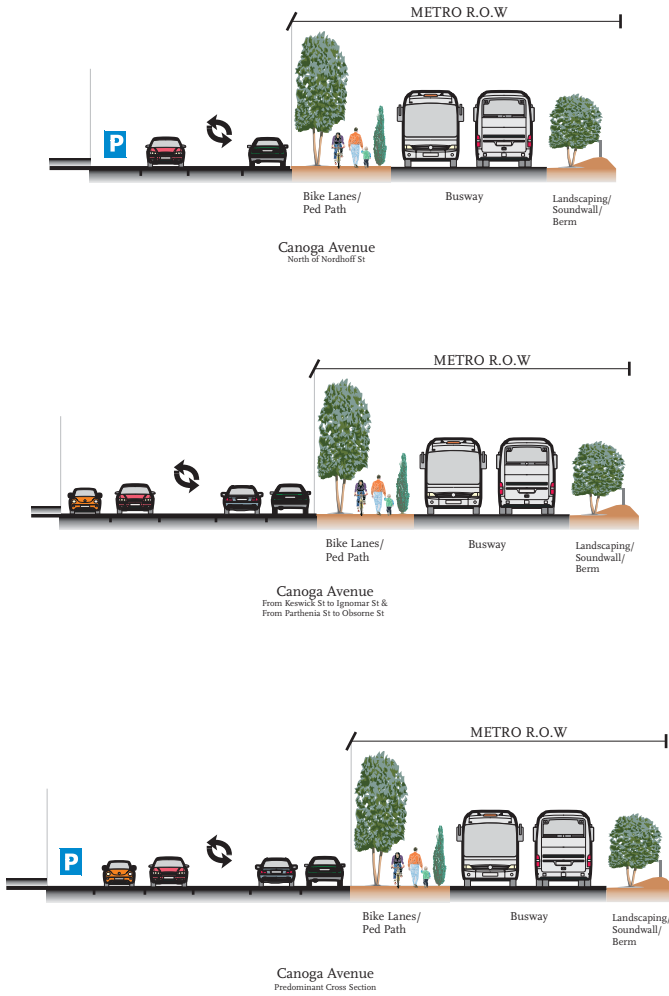 METRO R.O.W
P
Bike Lanes/
Ped Path
Busway
Landscaping/
Soundwall/
Berm
Canoga Avenue
North of Nordhoff St
METRO R.O.W
Bike Lanes/
Ped Path
Busway
Landscaping/
Soundwall/
Berm
Canoga Avenue
From Keswick St to Ignomar St &
From Parthenia St to Obsorne St
METRO R.O.W
P
Bike Lanes/
Ped Path
Busway
Landscaping/
Soundwall/
Berm
Canoga Avenue
Predominant Cross Section